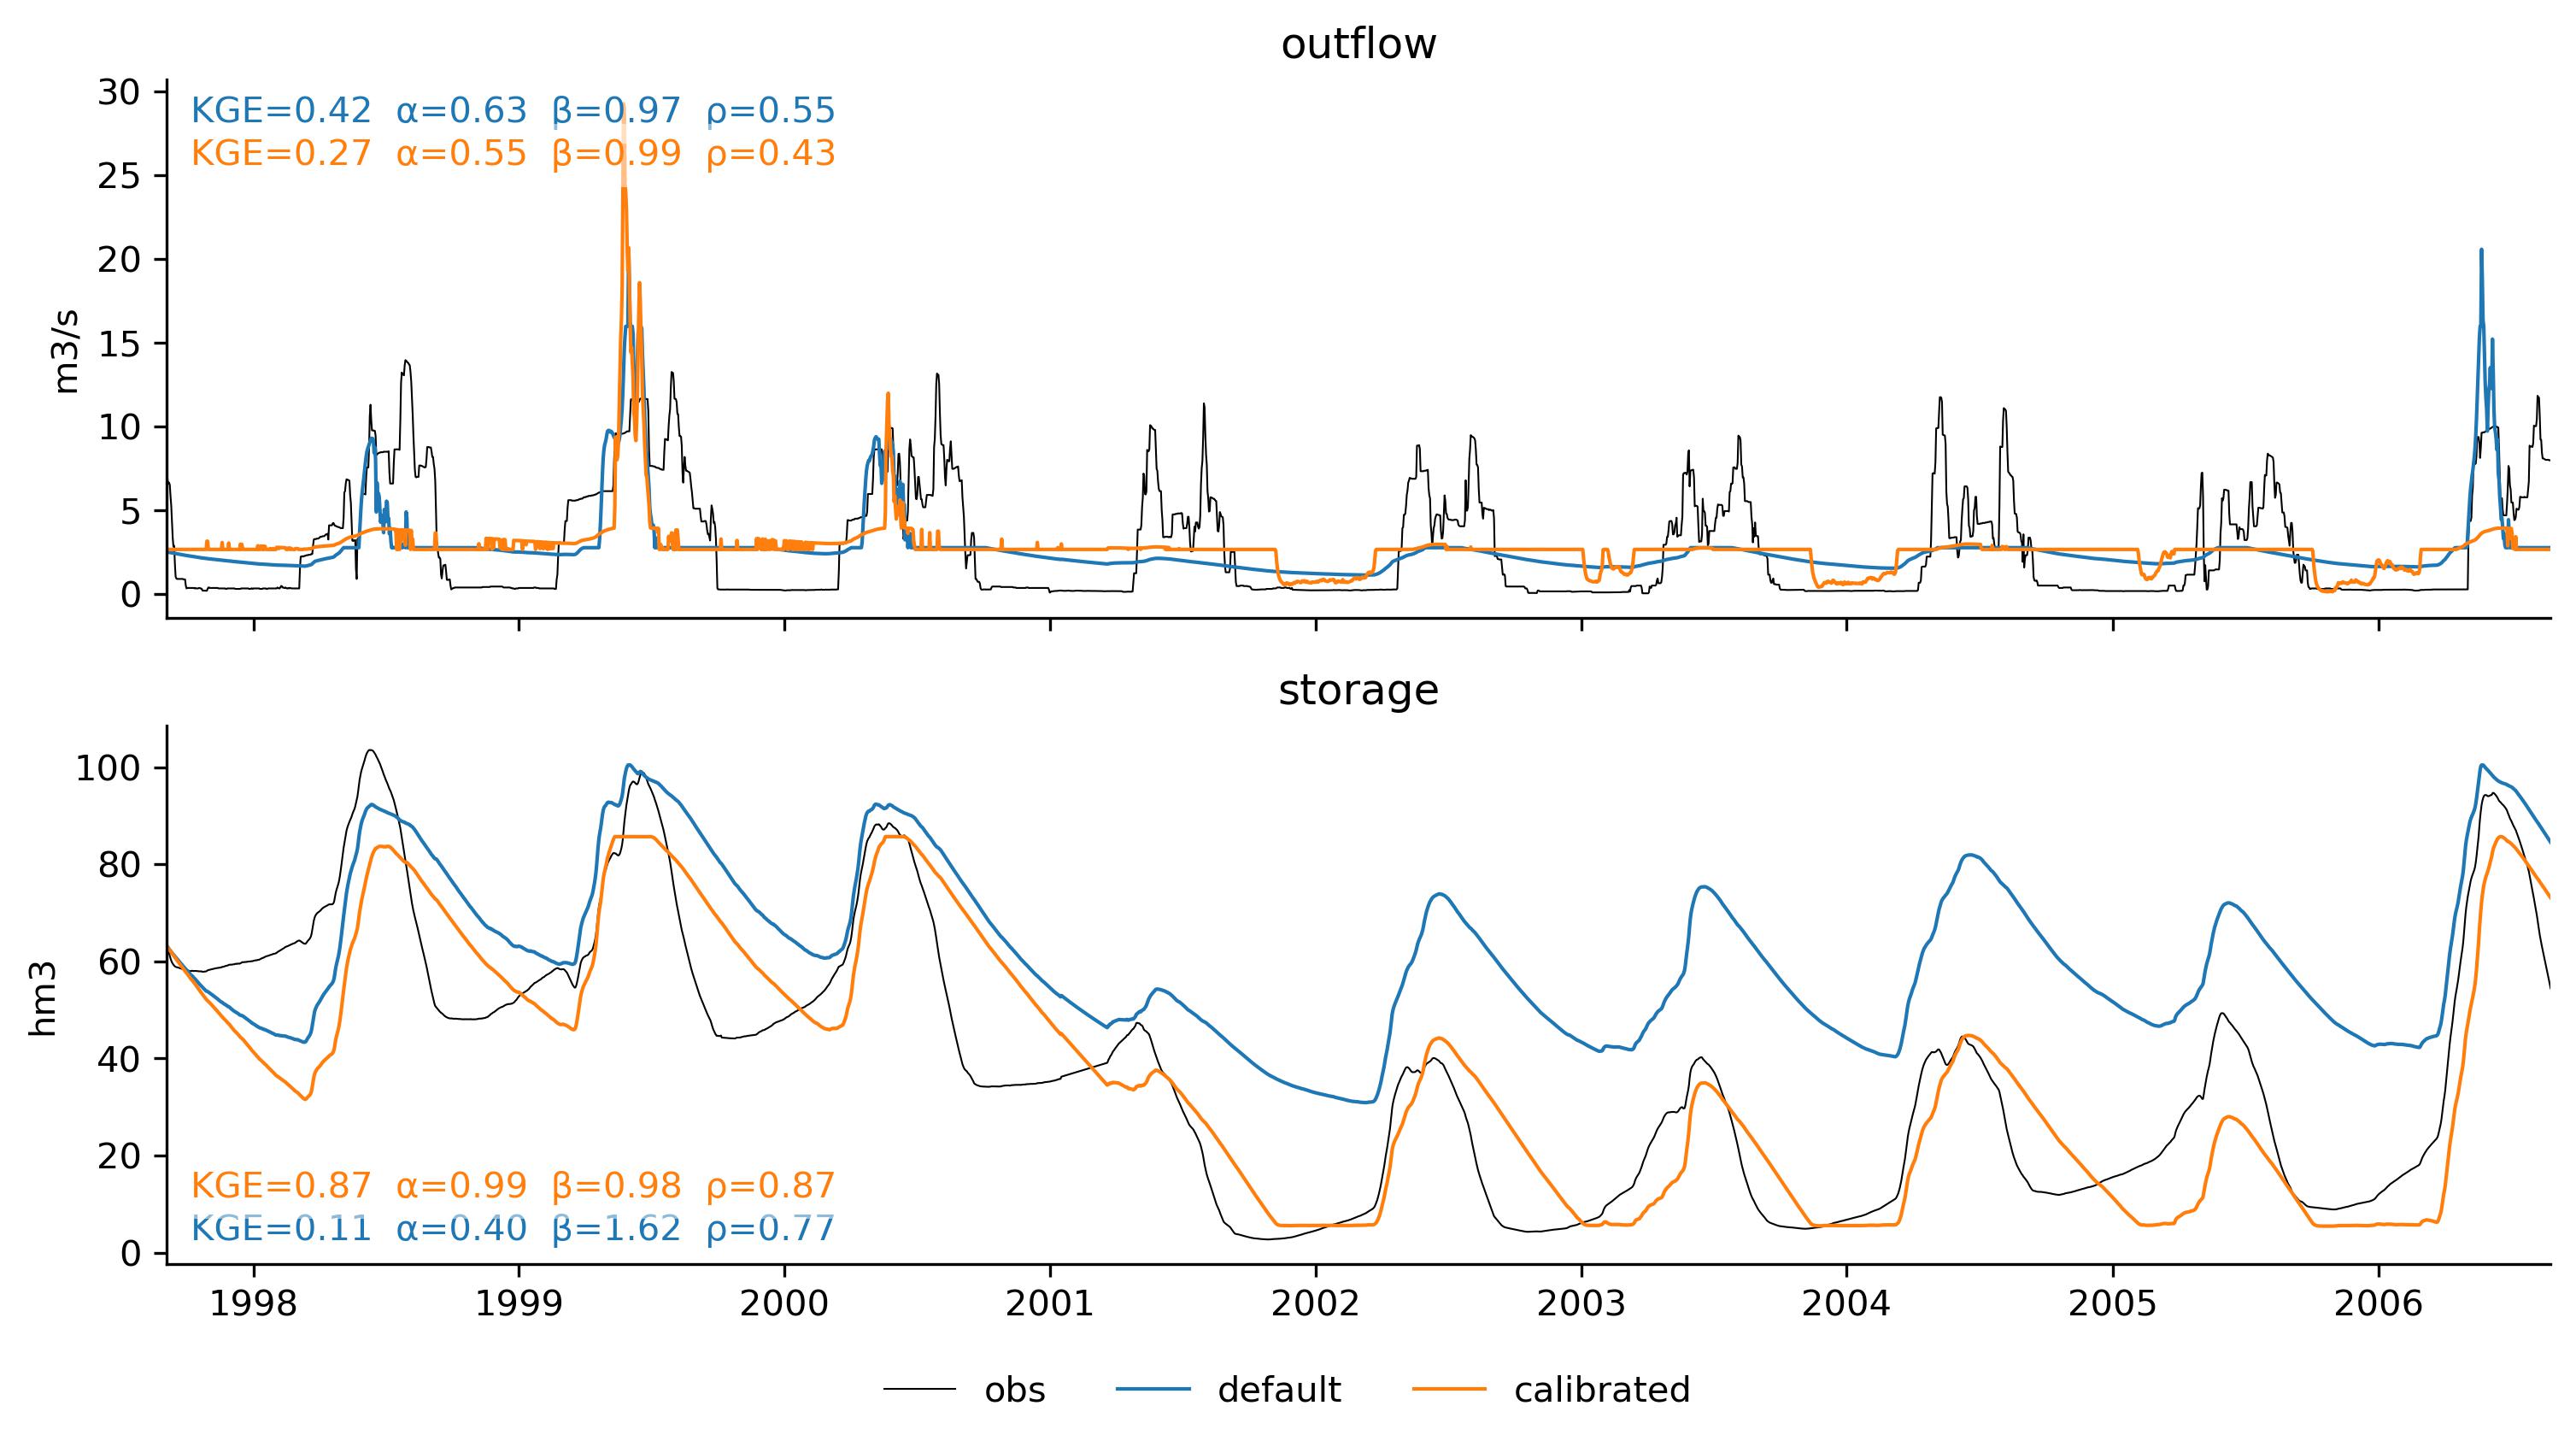 outflow
30
25
20
15
10
5
0
m3/s
KGE=0.42 α=0.63 β=0.97 ρ=0.55
KGE=0.27 α=0.55 β=0.99 ρ=0.43
storage
100
80
60
40
20
0
hm3
KGE=0.87 α=0.99 β=0.98 ρ=0.87
KGE=0.11 α=0.40 β=1.62 ρ=0.77
1998 1999 2000 2001 2002 2003 2004 2005 2006
obs default calibrated